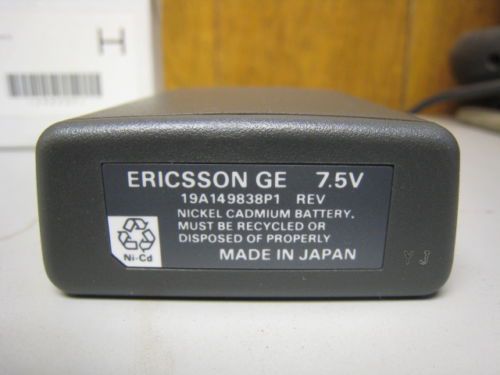 H
ERICSSON GE 7.5V
19A149838P1 REV
NICKEL CADMIUM BATTERY.
MUST BE RECYCLED OR
DISPOSED OF PROPERLY
Ni-Cd
MADE IN JAPAN
YJ